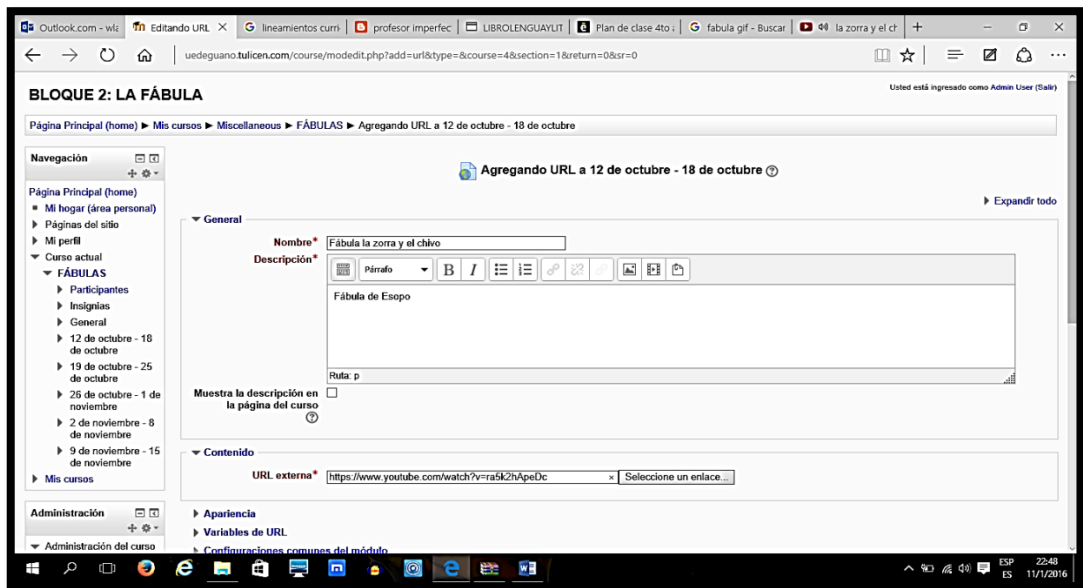 Outlook.com - wla
Editando URL
lineamientos curri
profesor imperfec
LIBROLENGUAYLIT
Plan de clase 4to
fabula gif - Buscar
la zorra y el ch
uedeguano.tulicen.com/course/modedit.php?add=url&type=&course=4&section=1&return=0&sr=0
BLOQUE 2: LA FÁBULA
Usted está ingresado como Admin User (Salir)
Página Principal (home) ► Mis cursos ► Miscellaneous ► FÁBULAS ► Agregando URL a 12 de octubre - 18 de octubre
Navegación
Página Principal (home)
Mi hogar (área personal)
Páginas del sitio
Mi perfil
Curso actual
FÁBULAS
Participantes
Insignias
General
12 de octubre - 18
de octubre
19 de octubre - 25
de octubre
26 de octubre - 1 de
noviembre
2 de noviembre - 8
de noviembre
9 de noviembre - 15
de noviembre
Mis cursos
Administración
Administración del curso
Agregando URL a 12 de octubre - 18 de octubre
Expandir todo
General
Nombre* Fábula la zorra y el chivo
Descripción*
Párrafo B I
Fábula de Esopo
Ruta: p
Muestra la descripción en
la página del curso
Contenido
URL externa* https://www.youtube.com/watch?v=ra5k2hApeDc × Seleccione un enlace...
Apariencia
Variables de URL
Configuraciones comunes del módulo
ESP 22:48
ES 11/1/2016